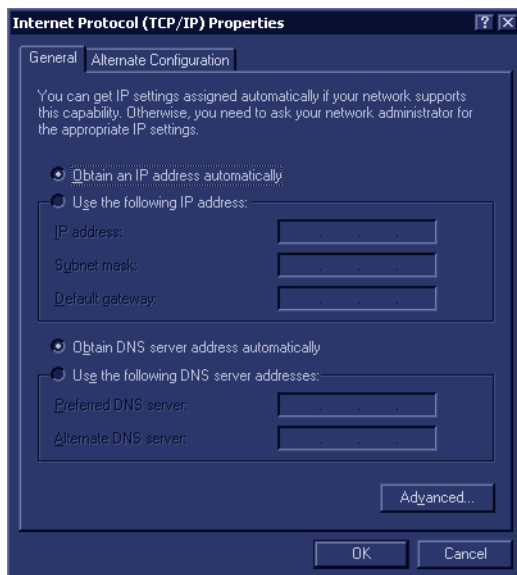 Internet Protocol (TCP/IP) Properties
General
Alternate Configuration
You can get IP settings assigned automatically if your network supports
this capability. Otherwise, you need to ask your network administrator for
the appropriate IP settings.
Obtain an IP address automatically
Use the following IP address:
IP address:
Subnet mask:
Default gateway:
Obtain DNS server address automatically
Use the following DNS server addresses:
Preferred DNS server:
Alternate DNS server:
Advanced...
OK
Cancel